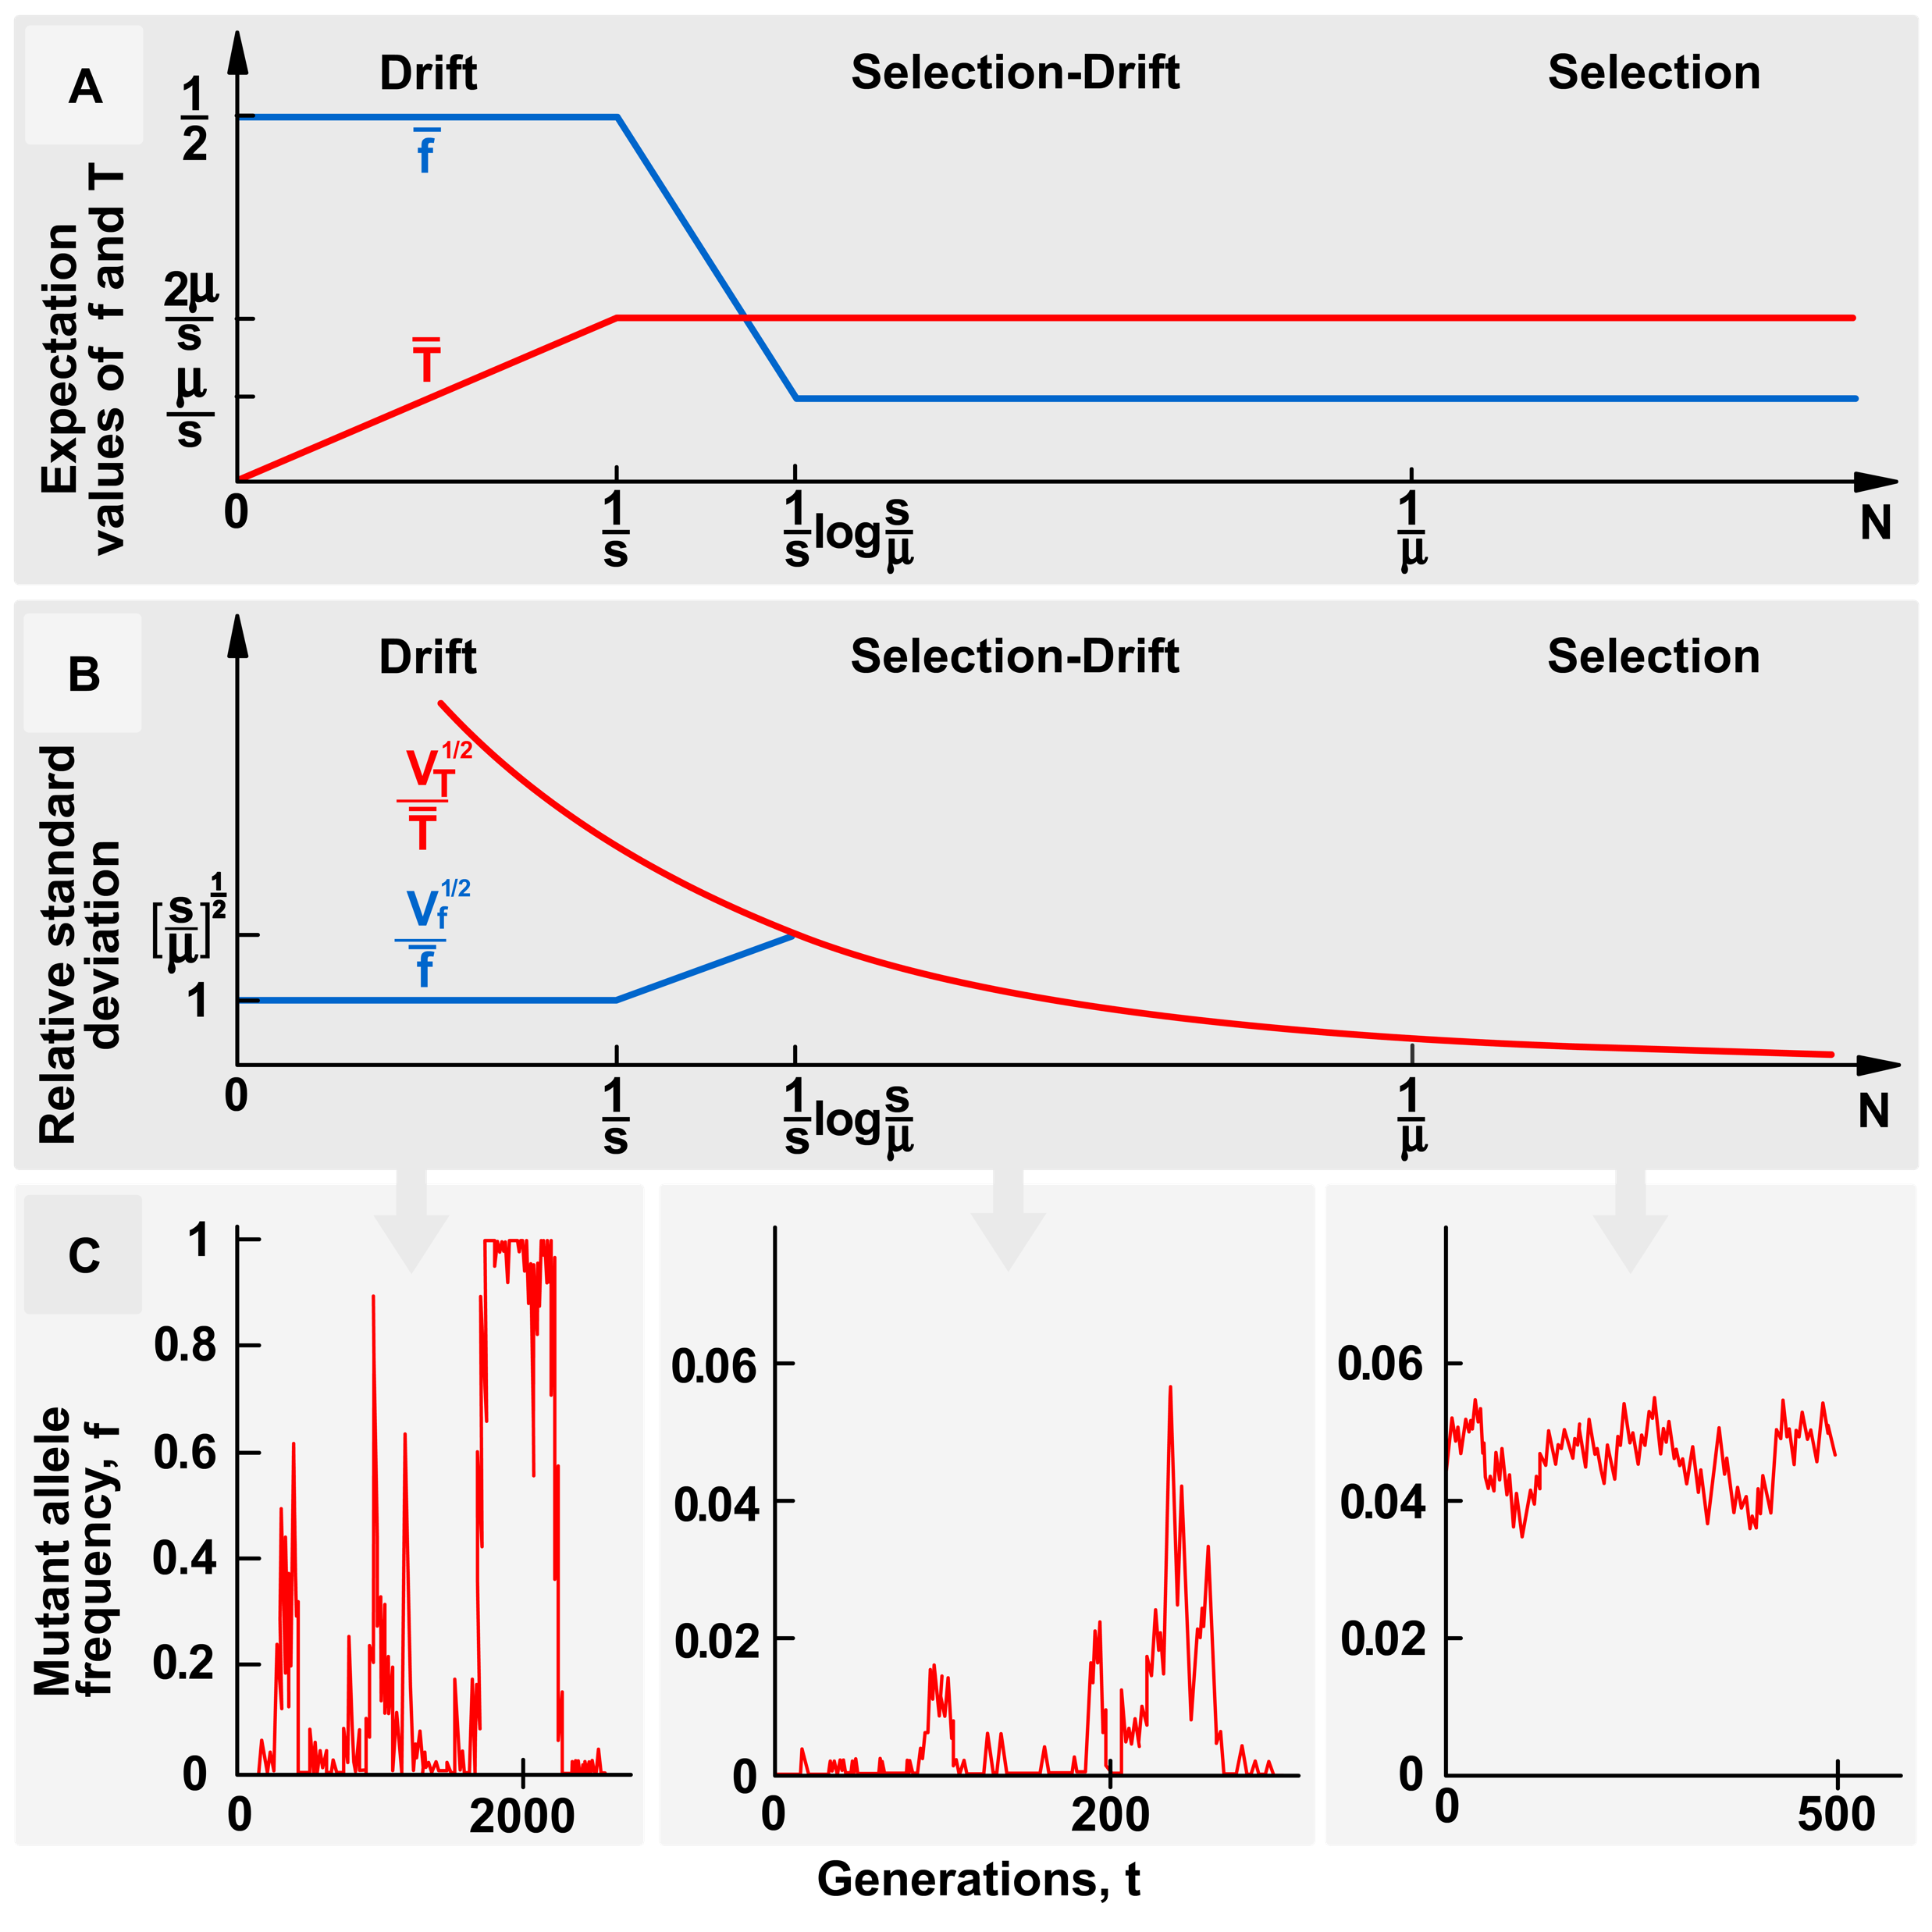 A
Drift
Selection-Drift
Selection
Expectation
values of f and T
1
2
2μ
s
μ
s
f
T
0
1
s
1
s
log
s
μ
1
μ
N
B
Drift
Selection-Drift
Selection
Relative standard
deviation
V_T^1/2
T
V_f^1/2
f
[s/μ]^1/2
1
0
1
s
1
s
log
s
μ
1
μ
N
C
Mutant allele
frequency, f
1
0.8
0.6
0.4
0.2
0
0
2000
0.06
0.04
0.02
0
0
200
0.06
0.04
0.02
0
0
500
Generations, t